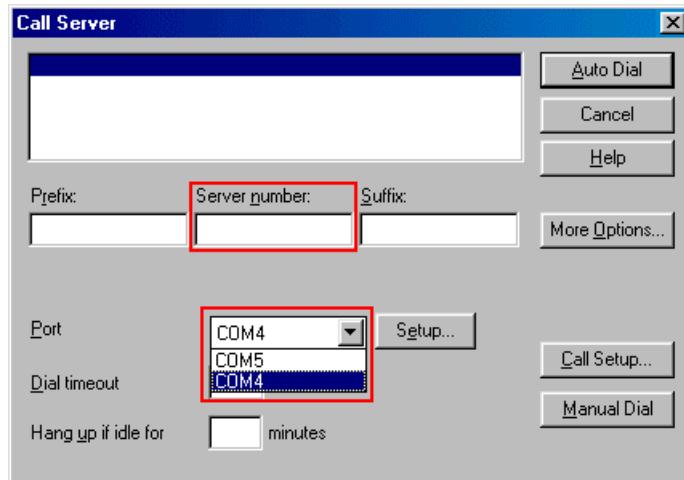 Call Server
Auto Dial
Cancel
Help
Prefix: Server number: Suffix:
More Options...
Port COM4 Setup...
COM5
COM4
Call Setup...
Dial timeout
Manual Dial
Hang up if idle for minutes